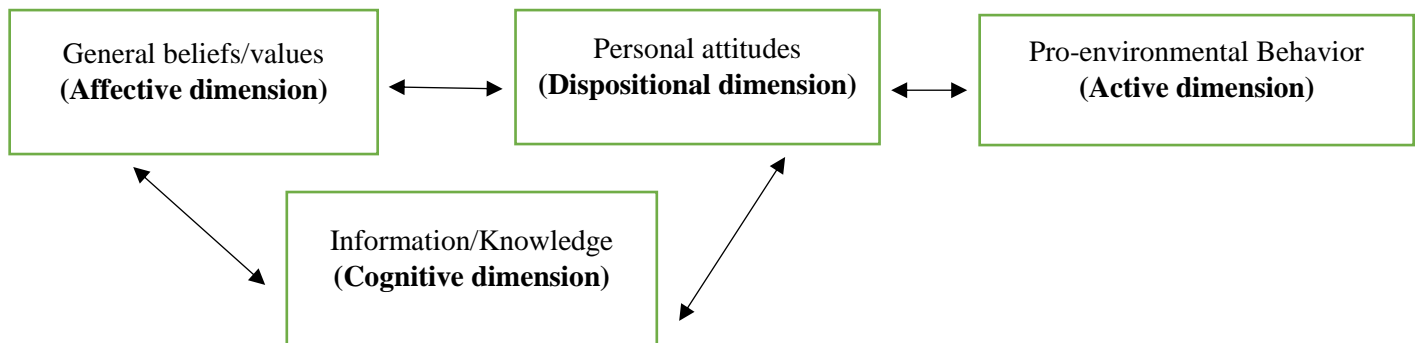 General beliefs/values
(Affective dimension)
Personal attitudes
(Dispositional dimension)
Pro-environmental Behavior
(Active dimension)
Information/Knowledge
(Cognitive dimension)